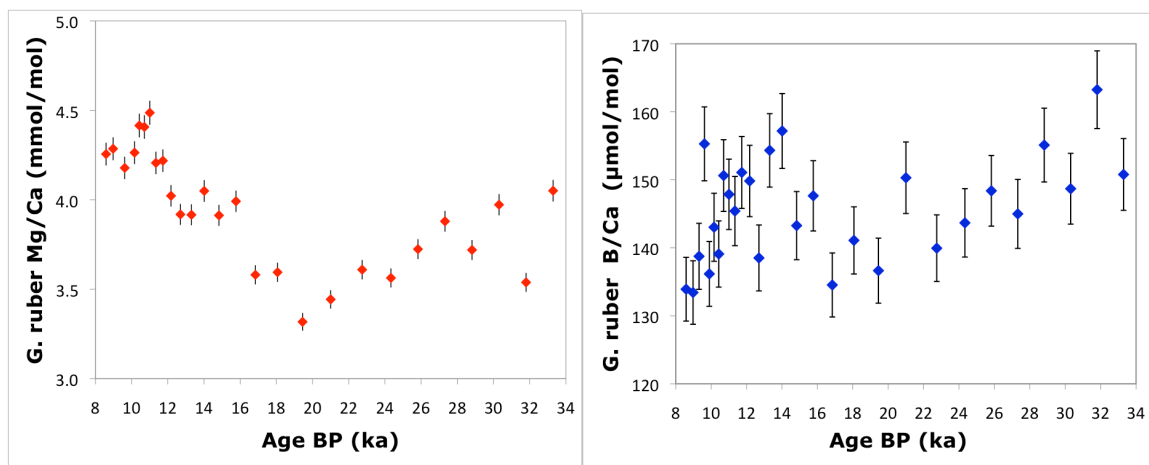 G. ruber Mg/Ca (mmol/mol)
5.0
4.5
4.0
3.5
3.0
8 10 12 14 16 18 20 22 24 26 28 30 32 34
Age BP (ka)
G. ruber B/Ca (µmol/mol)
170
160
150
140
130
120
8 10 12 14 16 18 20 22 24 26 28 30 32 34
Age BP (ka)